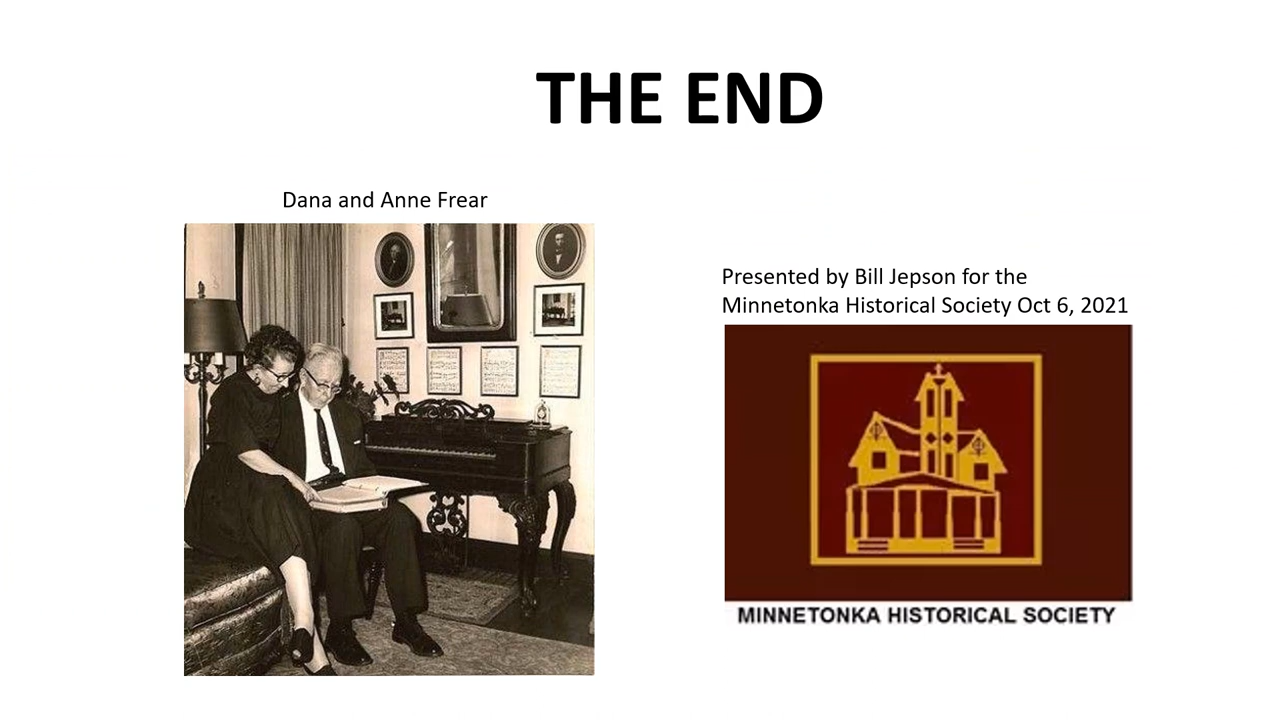 THE END
Dana and Anne Frear
Presented by Bill Jepson for the
Minnetonka Historical Society Oct 6, 2021
MINNETONKA HISTORICAL SOCIETY